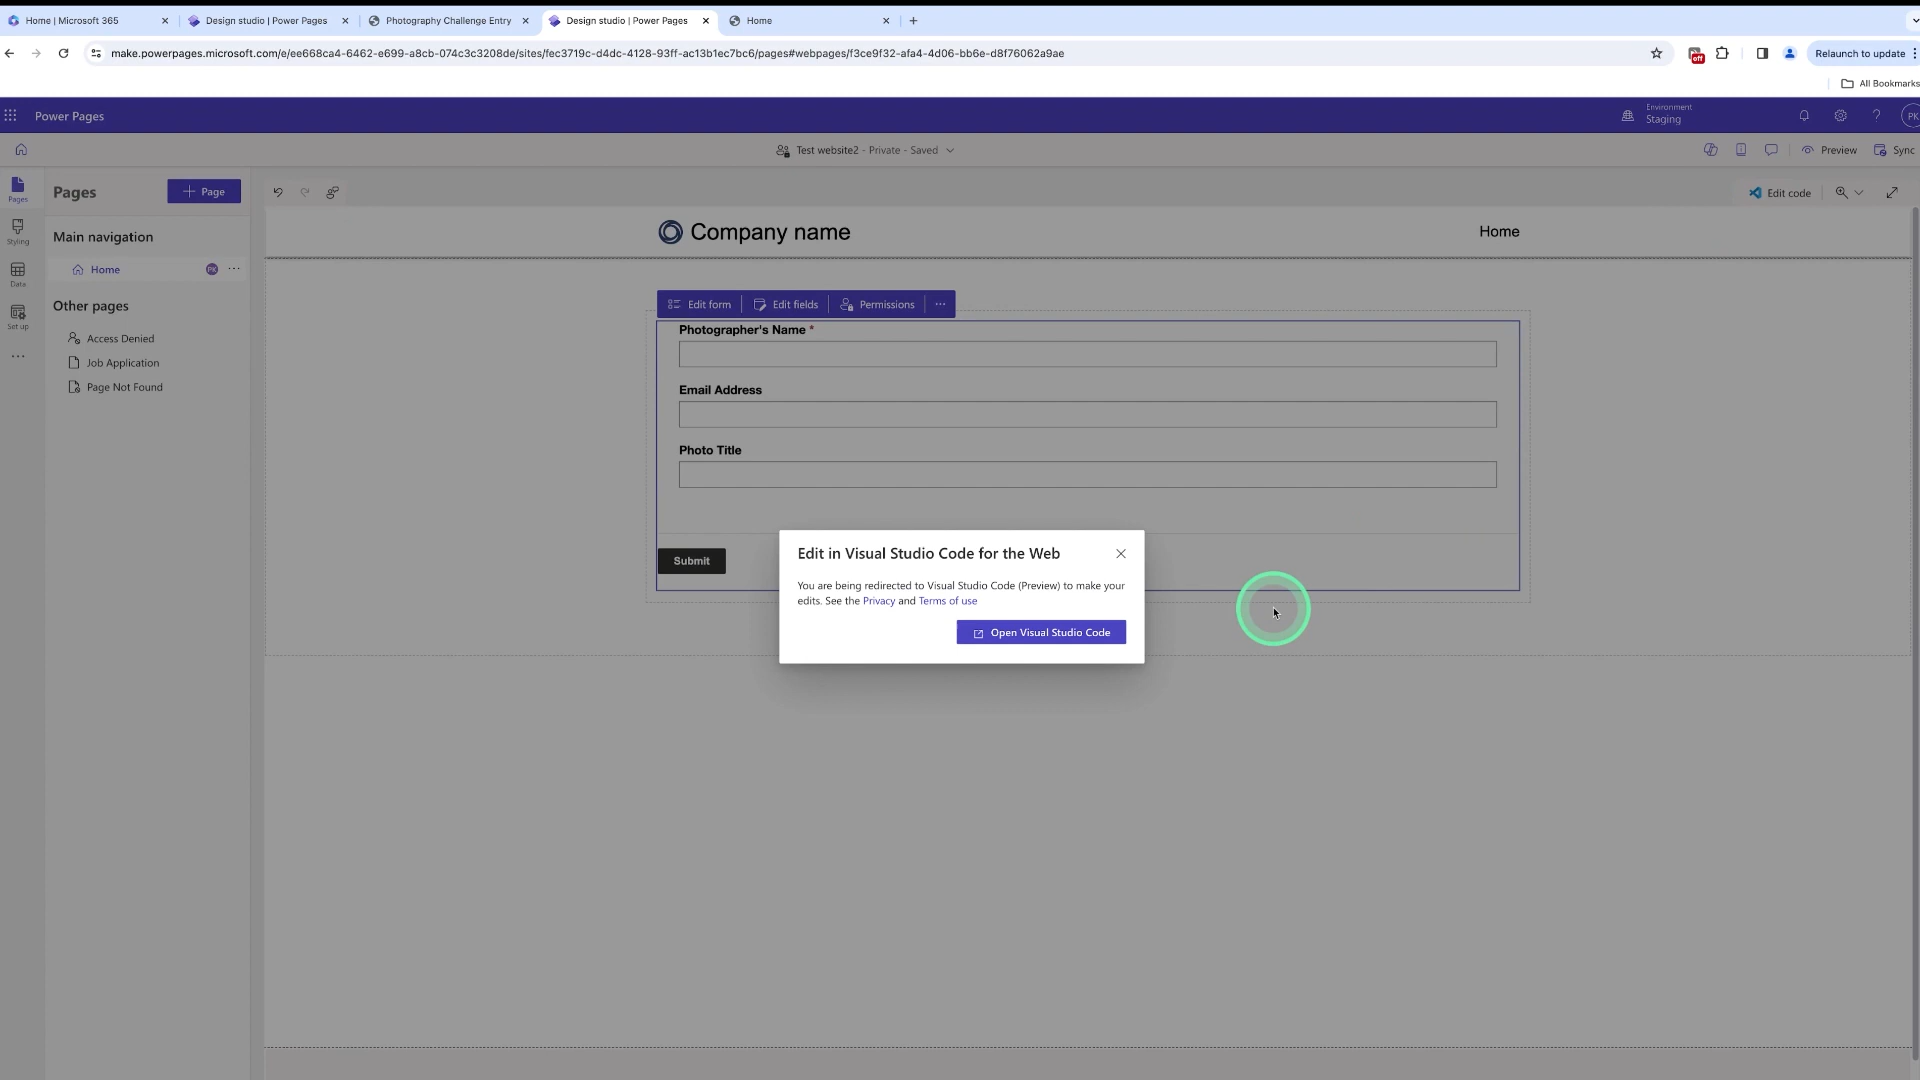 Home | Microsoft 365
Design studio | Power Pages
Photography Challenge Entry
Design studio | Power Pages
Home
make.powerpages.microsoft.com/e/ee668ca4-6462-e699-a8cb-074c3c3208de/sites/fec3719c-d4dc-4128-93ff-ac13b1ec7bc6/pages#webpages/f3ce9f32-afa4-4d06-bb6e-d8f76062a9ae
off
Relaunch to update
All Bookmarks
Power Pages
Environment
Staging
PK
Test website2 - Private - Saved
Preview
Sync
Pages
Styling
Data
Set up
Pages
+ Page
Main navigation
Home
PK
Other pages
Access Denied
Job Application
Page Not Found
Edit code
Company name
Home
Edit form
Edit fields
Permissions
Photographer's Name *
Email Address
Photo Title
Submit
Edit in Visual Studio Code for the Web
You are being redirected to Visual Studio Code (Preview) to make your
edits. See the Privacy and Terms of use
Open Visual Studio Code